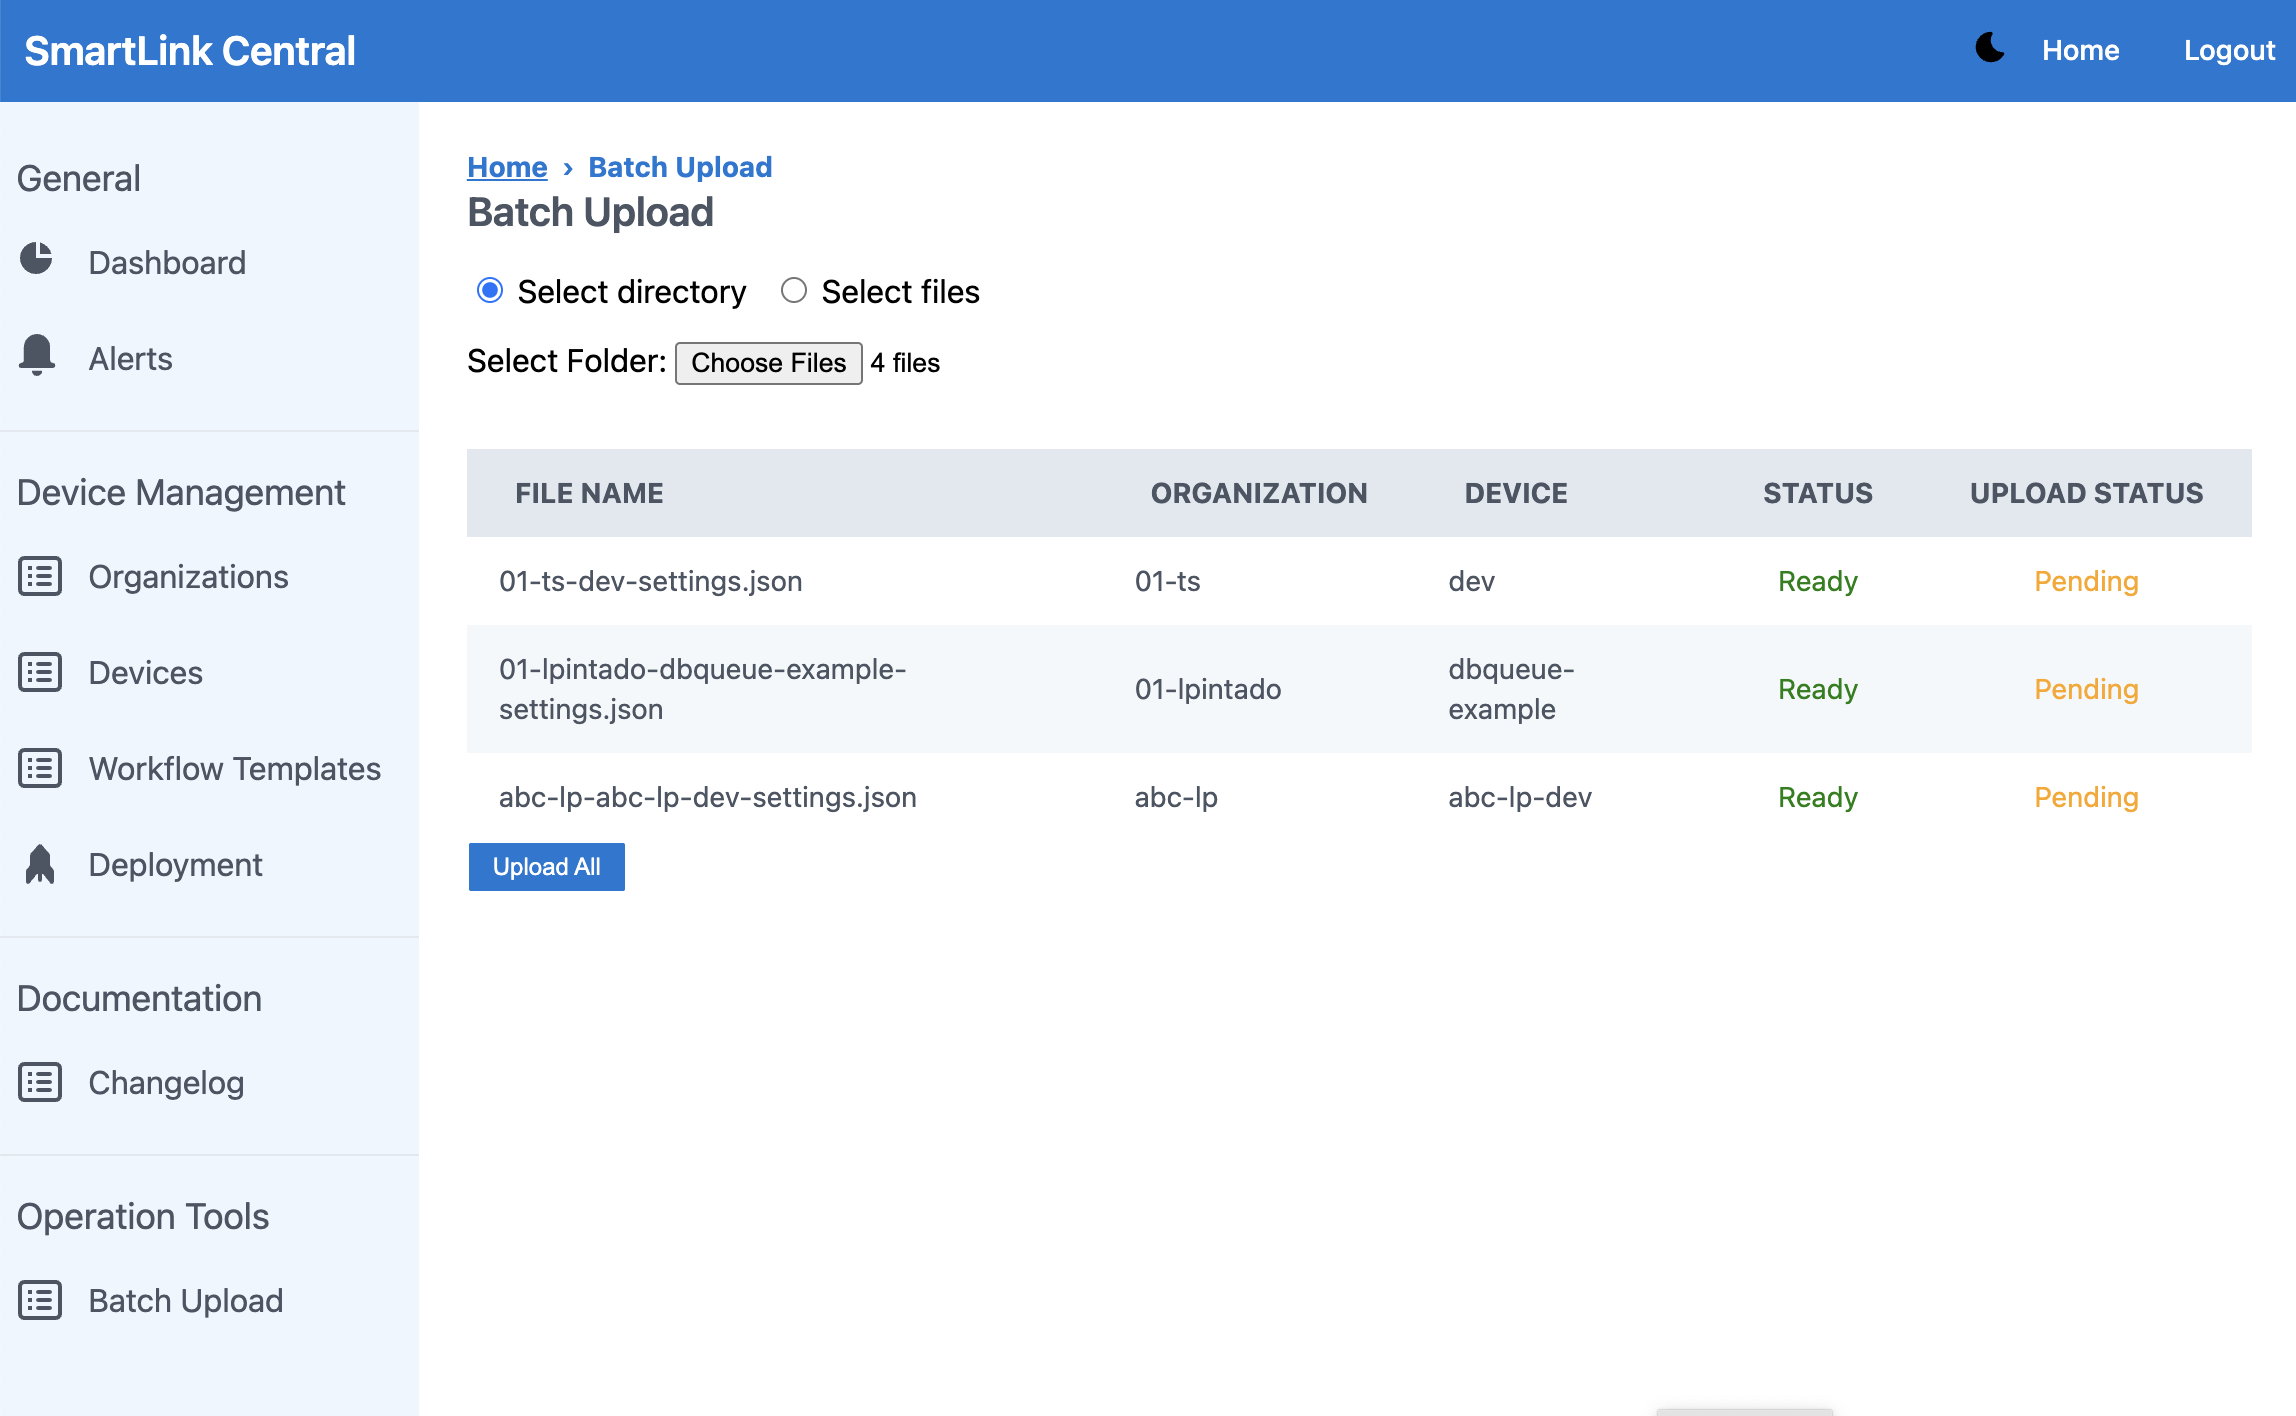 SmartLink Central
Home
Logout
General
Dashboard
Alerts
Device Management
Organizations
Devices
Workflow Templates
Deployment
Documentation
Changelog
Operation Tools
Batch Upload
Home › Batch Upload
Batch Upload
Select directory Select files
Select Folder: Choose Files 4 files
FILE NAME ORGANIZATION DEVICE STATUS UPLOAD STATUS
01-ts-dev-settings.json 01-ts dev Ready Pending
01-lpintado-dbqueue-example-
settings.json
01-lpintado
dbqueue-
example
Ready
Pending
abc-lp-abc-lp-dev-settings.json abc-lp abc-lp-dev Ready Pending
Upload All